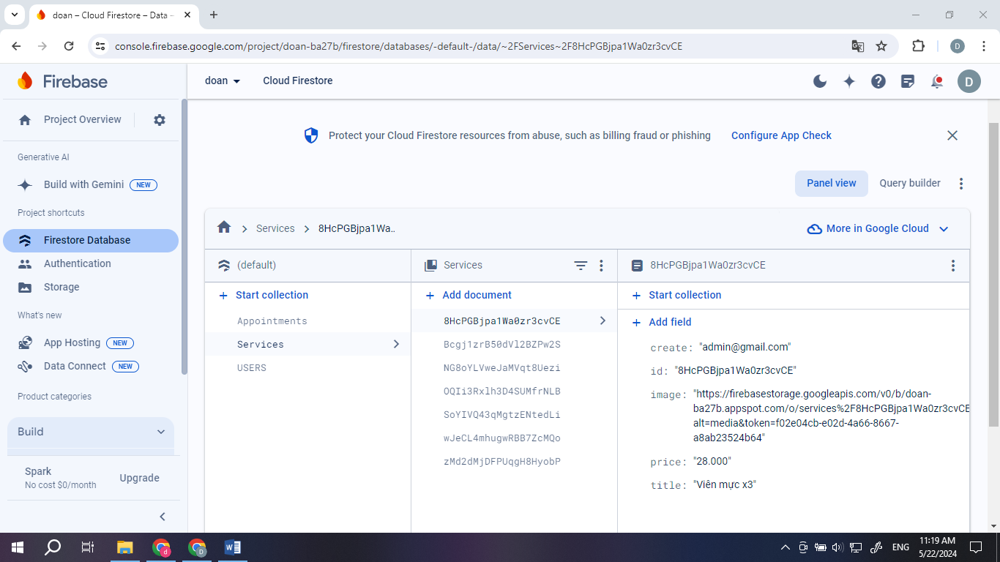 doan – Cloud Firestore – Data –
console.firebase.google.com/project/doan-ba27b/firestore/databases/-default-/data/~2FServices~2F8HcPGBjpa1Wa0zr3cvCE
D
Firebase
doan
Cloud Firestore
D
Project Overview
Protect your Cloud Firestore resources from abuse, such as billing fraud or phishing
Configure App Check
Generative AI
Build with Gemini NEW
Panel view
Query builder
Project shortcuts
Services
8HcPGBjpa1Wa..
More in Google Cloud
Firestore Database
Authentication
Storage
What's new
App Hosting NEW
Data Connect NEW
Product categories
Build
Spark
No cost $0/month
Upgrade
(default)
Start collection
Appointments
Services
USERS
Services
Add document
8HcPGBjpa1Wa0zr3cvCE
Bcgj1zrB50dVl2BZPw2S
NG8oYLVweJaMVqt8Uezi
OQIi3Rxlh3D4SUMfrNLB
SoYIVQ43qMgtzENtedLi
wJeCL4mhugwRBB7ZcMQo
zMd2dMjDFPUqgH8HyobP
8HcPGBjpa1Wa0zr3cvCE
Start collection
Add field
create: "admin@gmail.com"
id: "8HcPGBjpa1Wa0zr3cvCE"
image: "https://firebasestorage.googleapis.com/v0/b/doan-
ba27b.appspot.com/o/services%2F8HcPGBjpa1Wa0zr3cvCE
alt=media&token=f02e04cb-e02d-4a66-8667-
a8ab23524b64"
price: "28.000"
title: "Viên mực x3"
d
D
ENG
11:19 AM
5/22/2024